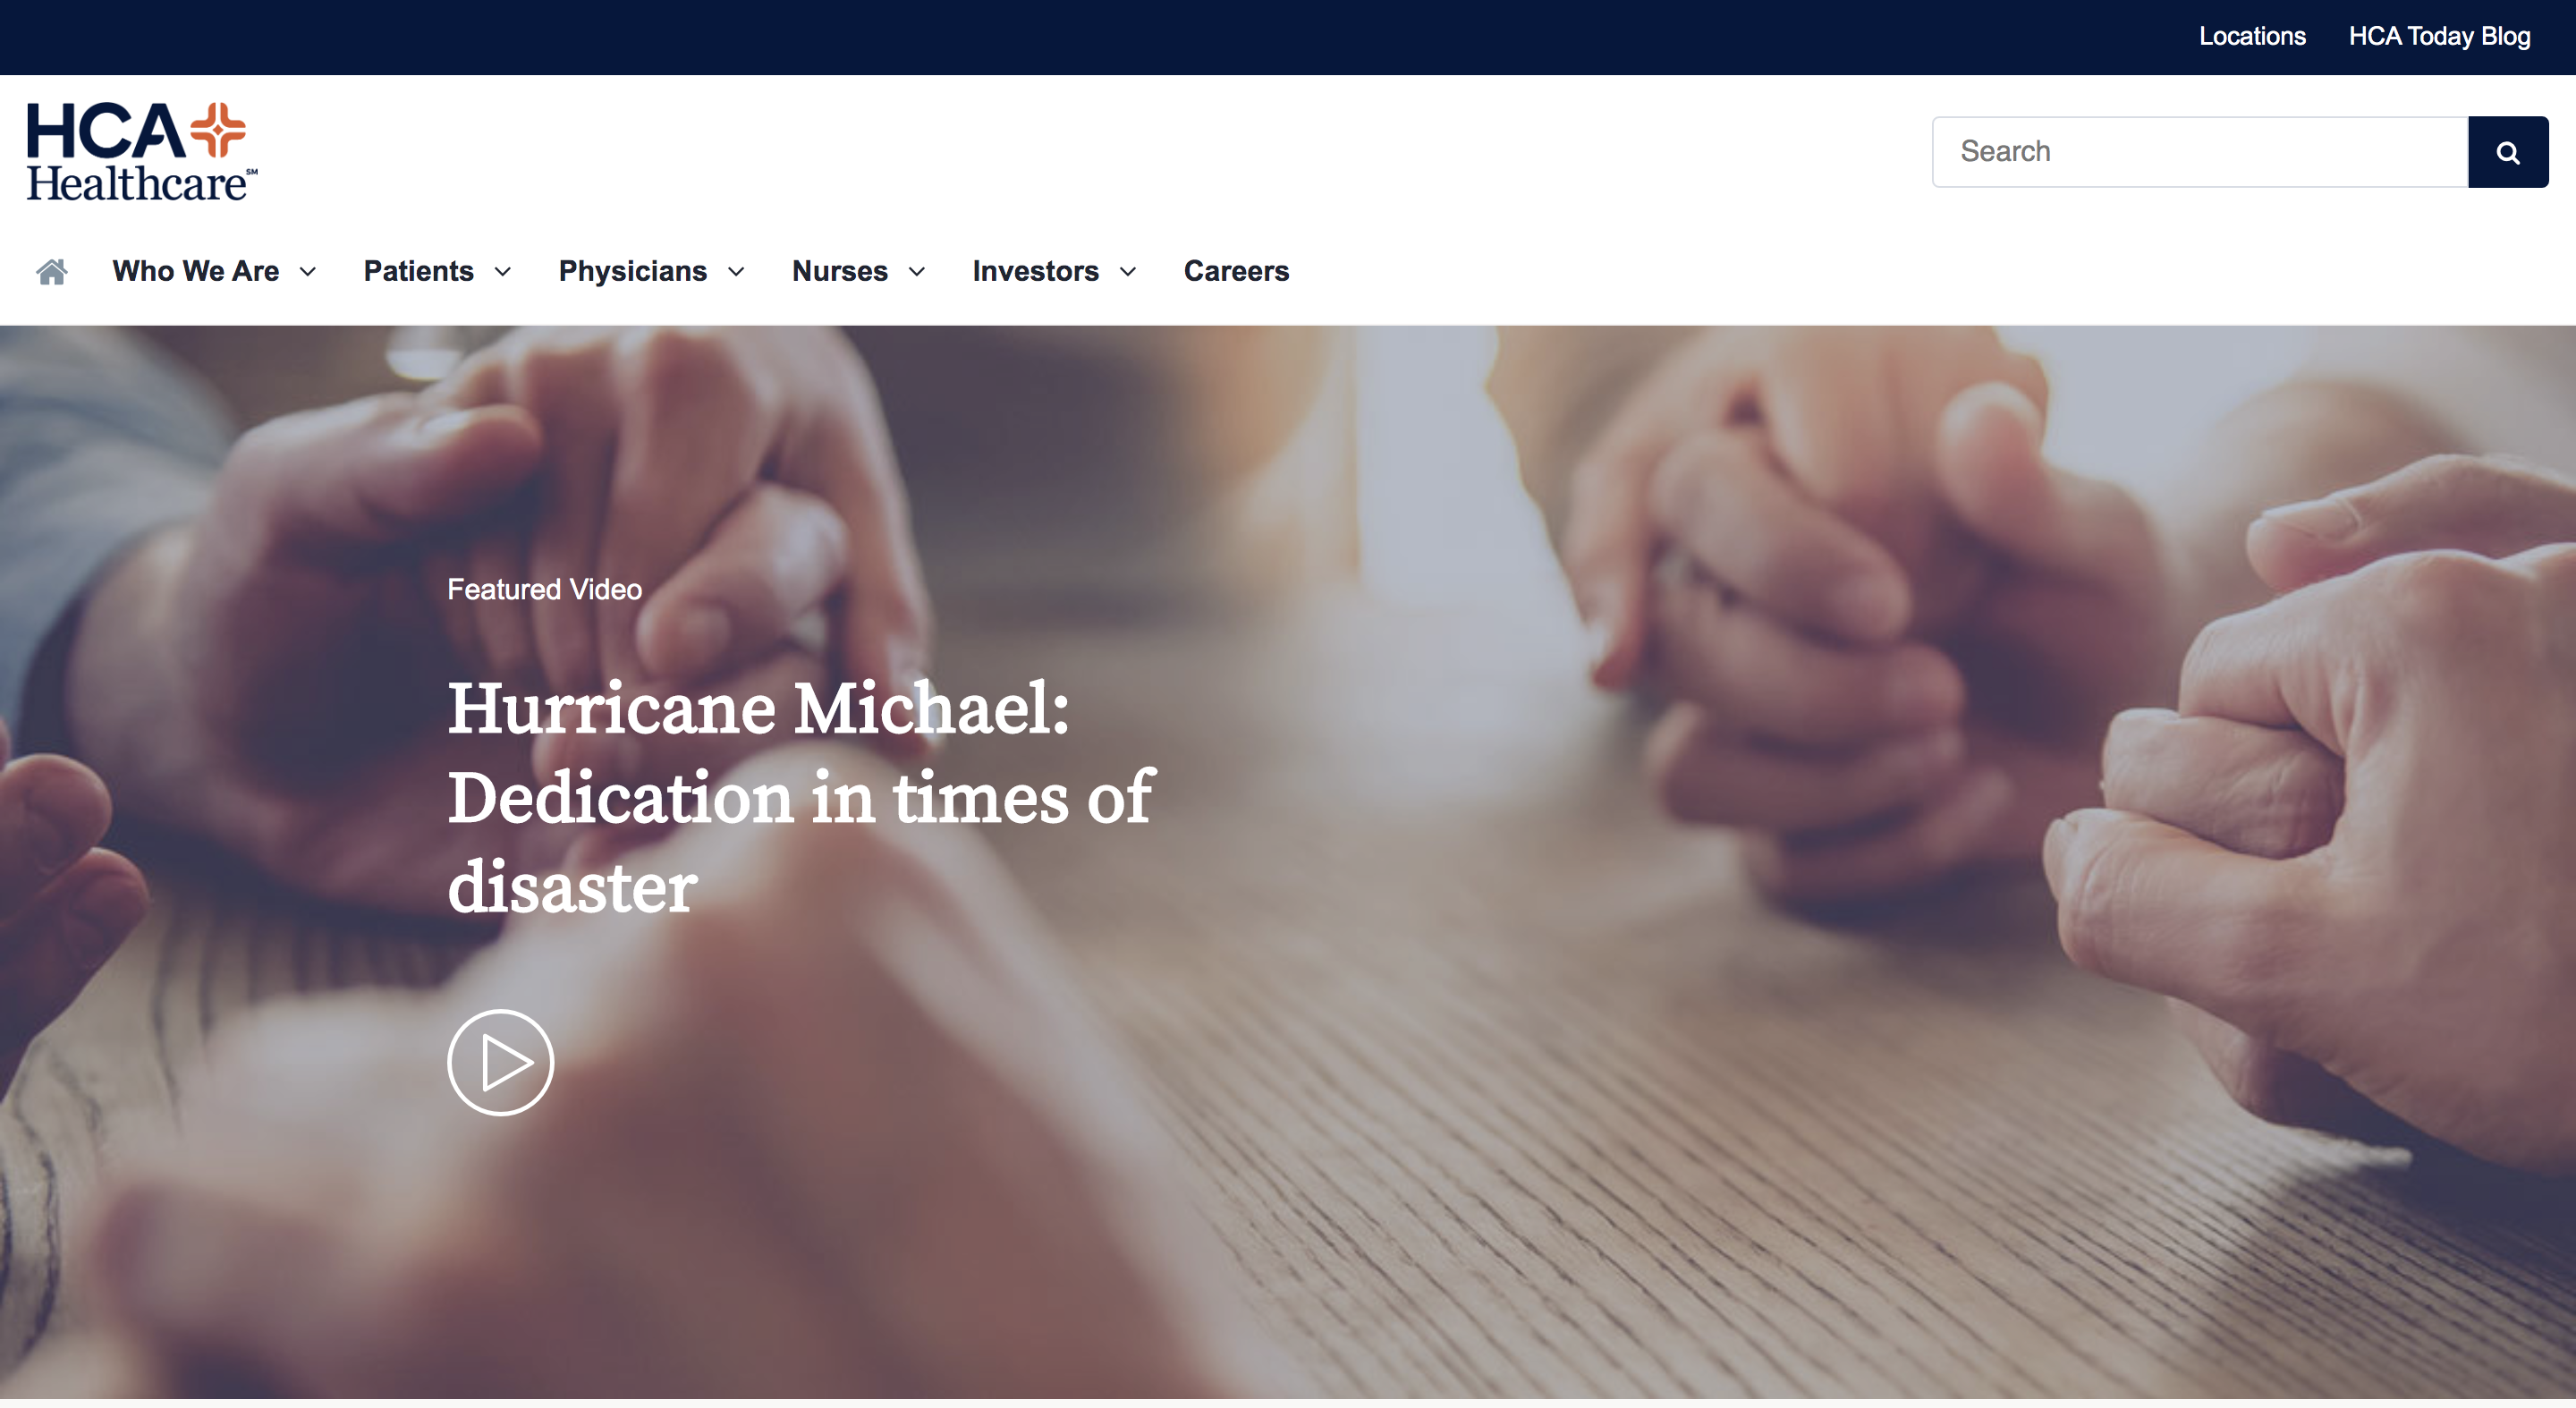 Locations HCA Today Blog
HCA
Healthcare℠
Search
Who We Are Patients Physicians Nurses Investors Careers
Featured Video
Hurricane Michael:
Dedication in times of
disaster